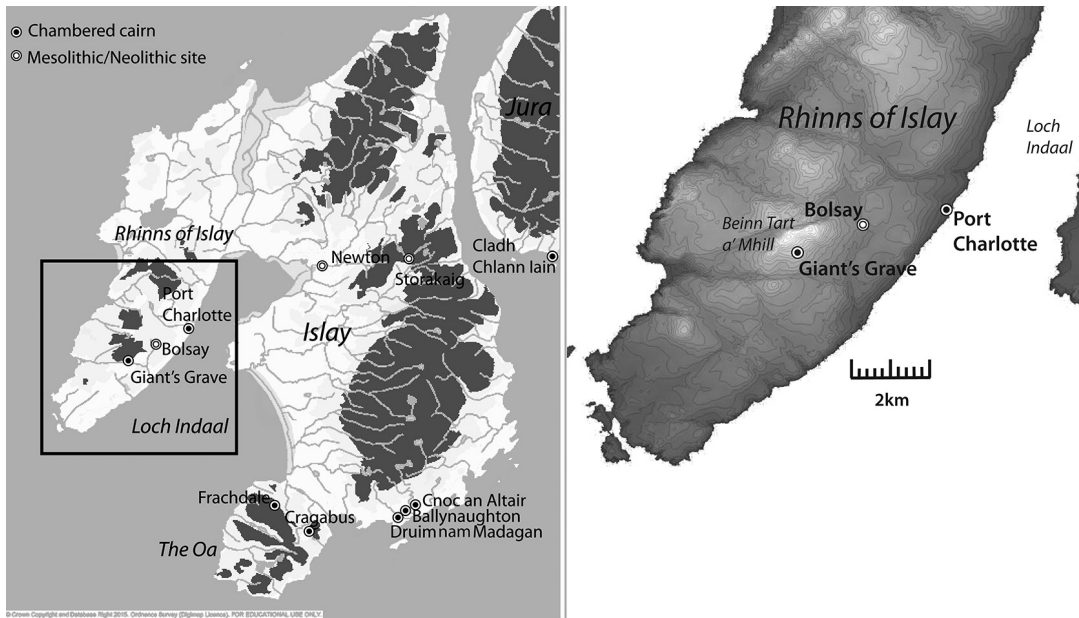 Chambered cairn
Mesolithic/Neolithic site
Jura
Rhinns of Islay
Cladh
Chlann Iain
Newton
Storakaig
Port
Charlotte
Islay
Bolsay
Giant's Grave
Loch Indaal
Frachdale
Cragabus
Cnoc an Altair
Ballynaughton
Druim nam Madagan
The Oa
© Crown Copyright and Database Right 2015. Ordnance Survey (Digimap Licence). FOR EDUCATIONAL USE ONLY.
Rhinns of Islay
Loch
Indaal
Bolsay
Beinn Tart
a' Mhill
Port
Charlotte
Giant's Grave
2km